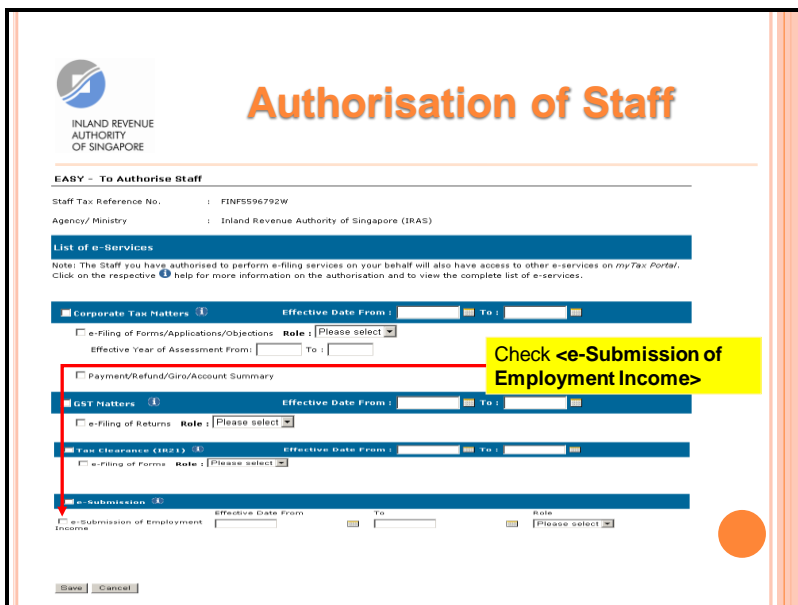 INLAND REVENUE
AUTHORITY
OF SINGAPORE
Authorisation of Staff
EASY - To Authorise Staff
Staff Tax Reference No. : FINF5596792W
Agency/ Ministry : Inland Revenue Authority of Singapore (IRAS)
List of e-Services
Note: The Staff you have authorised to perform e-filing services on your behalf will also have access to other e-services on myTax Portal.
Click on the respective i help for more information on the authorisation and to view the complete list of e-services.
Corporate Tax Matters i Effective Date From : To :
e-Filing of Forms/Applications/Objections Role : Please select
Effective Year of Assessment From: To :
Check <e-Submission of
Employment Income>
Payment/Refund/Giro/Account Summary
GST Matters i Effective Date From : To :
e-Filing of Returns Role : Please select
Tax Clearance (IR21) i Effective Date From : To :
e-Filing of Forms Role : Please select
e-Submission i
Effective Date From To Role
e-Submission of Employment
Income
Please select
Save Cancel